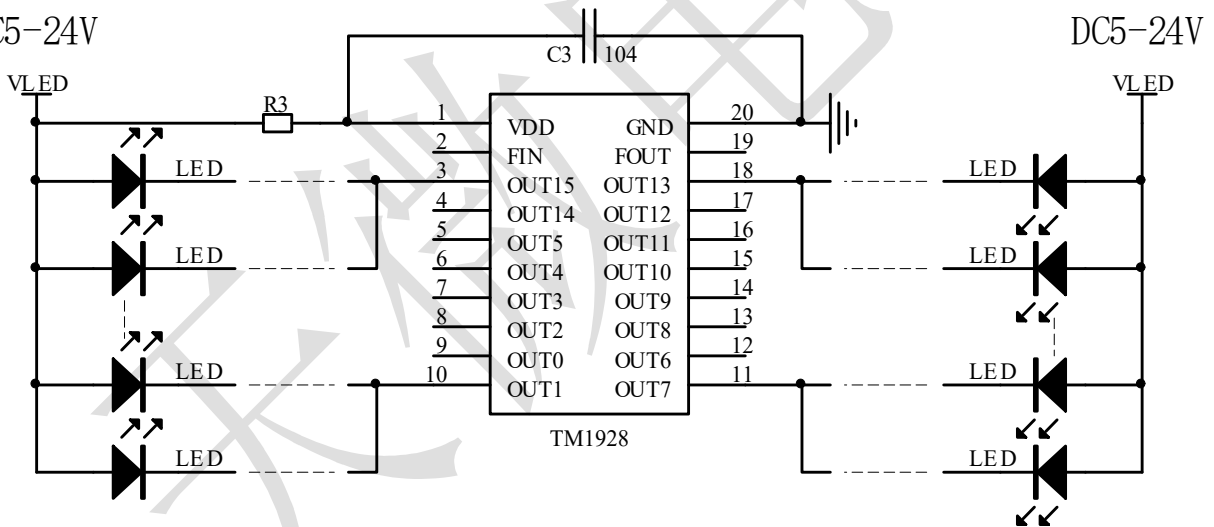 C5-24V
DC5-24V
C3
104
VLED
VLED
R3
1
VDD
GND
20
2
FIN
FOUT
19
LED
3
OUT15
OUT13
18
LED
4
OUT14
OUT12
17
5
OUT5
OUT11
16
LED
6
OUT4
OUT10
15
LED
7
OUT3
OUT9
14
8
OUT2
OUT8
13
9
OUT0
OUT6
12
LED
10
OUT1
OUT7
11
LED
TM1928
LED
LED
天微电